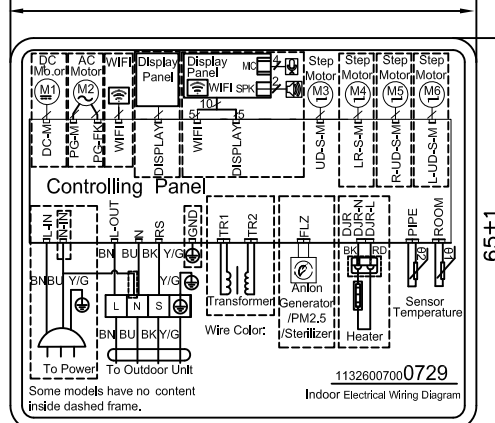 DC Motor
AC Motor
WIFI
Display Panel
Display Panel
WIFI
MIC
SPK
4
2
10
5
5
Step Motor
Step Motor
Step Motor
Step Motor
M1
M2
M3
M4
M5
M6
DC-M
PG-M
PG-FK
WIFI
DISPLAY
WIFI
DISPLAY
UD-S-M
LR-S-M
R-UD-S-M
L-UD-S-M
Controlling Panel
L-IN
N-IN
L-OUT
N
RS
GND
TR1
TR2
FLZ
DJR
DJR-N
DJR-L
PIPE
ROOM
BN
BU
Y/G
BN
BU
BK
Y/G
BK
RD
θ2
θ1
L
N
S
BN
BU
BK
Y/G
Transformer
Wire Color:
Anion
Generator
/PM2.5
/Sterilizer
Heater
Sensor
Temperature
To Power
To Outdoor Unit
Some models have no content
inside dashed frame.
11326007000729
Indoor Electrical Wiring Diagram
65±1